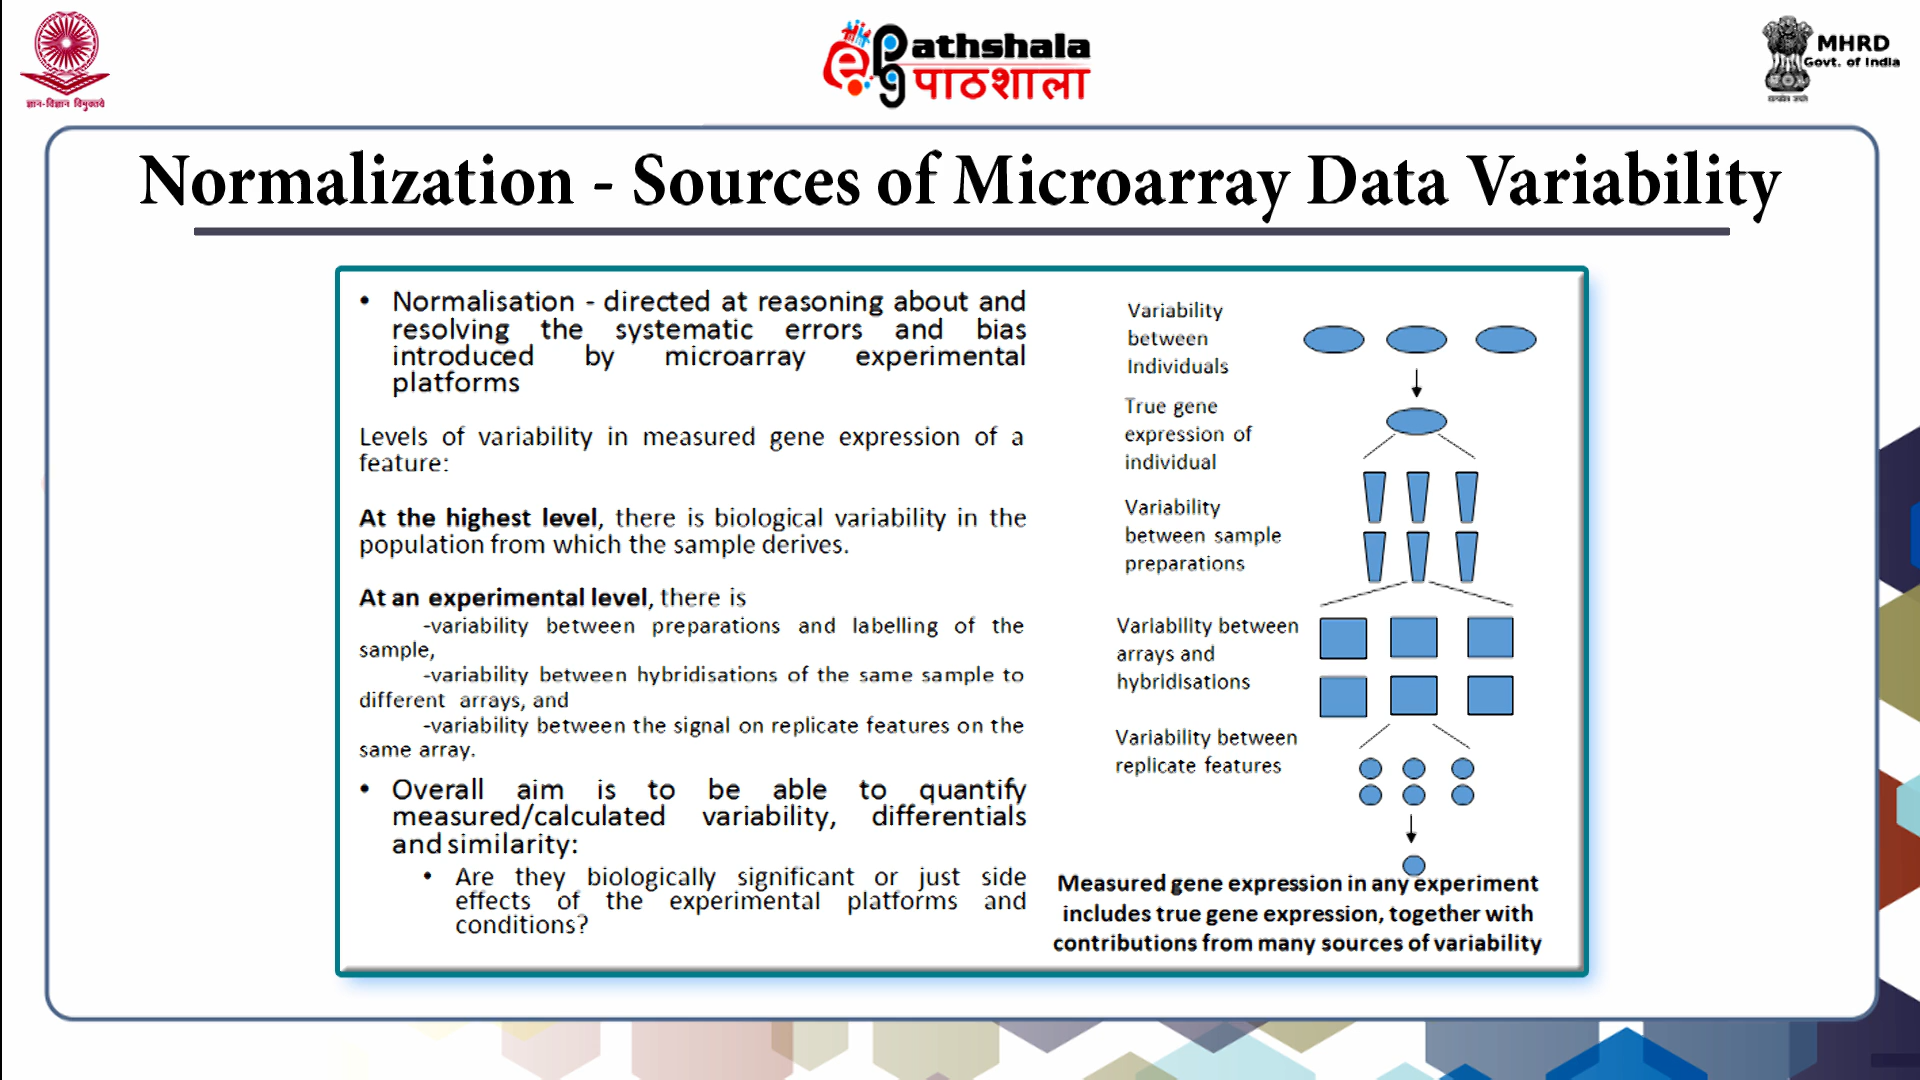 ज्ञान-विज्ञान विमुक्तये
ePGathshala
पाठशाला
MHRD
Govt. of India
Normalization - Sources of Microarray Data Variability
• Normalisation - directed at reasoning about and
resolving the systematic errors and bias
introduced by microarray experimental
platforms
Levels of variability in measured gene expression of a
feature:
At the highest level, there is biological variability in the
population from which the sample derives.
At an experimental level, there is
-variability between preparations and labelling of the
sample,
-variability between hybridisations of the same sample to
different arrays, and
-variability between the signal on replicate features on the
same array.
• Overall aim is to be able to quantify
measured/calculated variability, differentials
and similarity:
• Are they biologically significant or just side
effects of the experimental platforms and
conditions?
Variability
between
Individuals
True gene
expression of
individual
Variability
between sample
preparations
Variability between
arrays and
hybridisations
Variability between
replicate features
Measured gene expression in any experiment
includes true gene expression, together with
contributions from many sources of variability